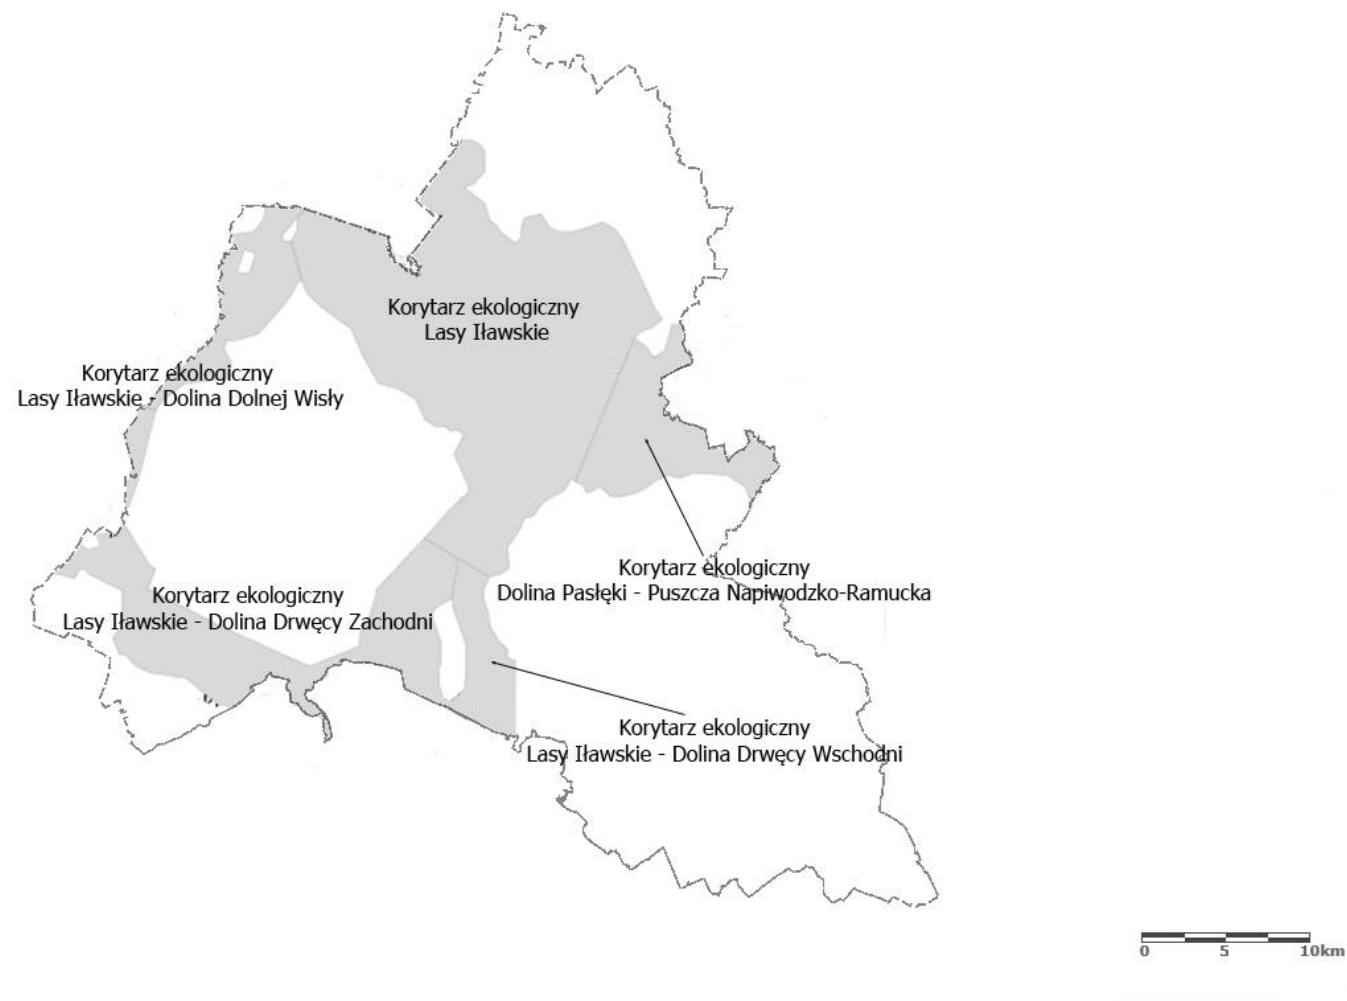 Korytarz ekologiczny
Lasy Iławskie
Korytarz ekologiczny
Lasy Iławskie - Dolina Dolnej Wisły
Korytarz ekologiczny
Dolina Pasłęki - Puszcza Napiwodzko-Ramucka
Korytarz ekologiczny
Lasy Iławskie - Dolina Drwęcy Zachodni
Korytarz ekologiczny
Lasy Iławskie - Dolina Drwęcy Wschodni
0 5 10km